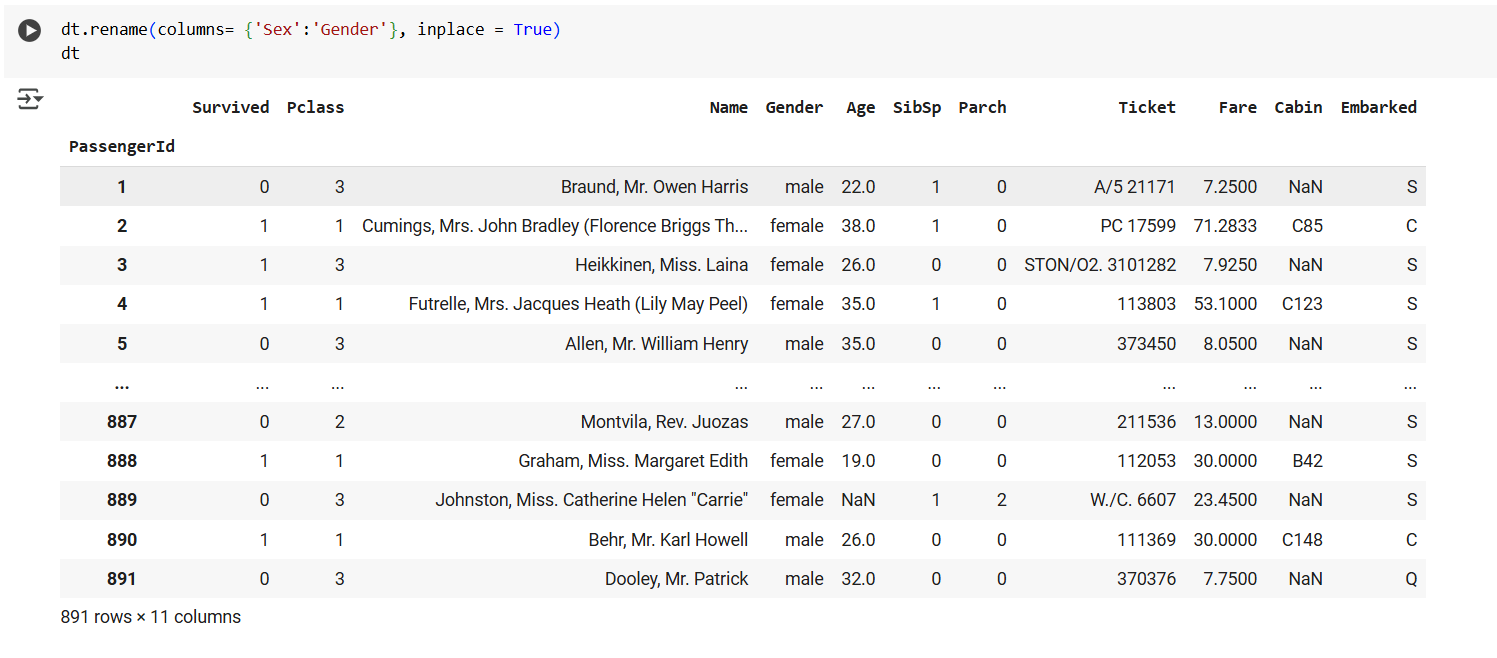 dt.rename(columns= {'Sex':'Gender'}, inplace = True)
dt
Survived Pclass Name Gender Age SibSp Parch Ticket Fare Cabin Embarked
PassengerId
1 0 3 Braund, Mr. Owen Harris male 22.0 1 0 A/5 21171 7.2500 NaN S
2 1 1 Cumings, Mrs. John Bradley (Florence Briggs Th... female 38.0 1 0 PC 17599 71.2833 C85 C
3 1 3 Heikkinen, Miss. Laina female 26.0 0 0 STON/O2. 3101282 7.9250 NaN S
4 1 1 Futrelle, Mrs. Jacques Heath (Lily May Peel) female 35.0 1 0 113803 53.1000 C123 S
5 0 3 Allen, Mr. William Henry male 35.0 0 0 373450 8.0500 NaN S
... ... ... ... ... ... ... ... ... ... ... ...
887 0 2 Montvila, Rev. Juozas male 27.0 0 0 211536 13.0000 NaN S
888 1 1 Graham, Miss. Margaret Edith female 19.0 0 0 112053 30.0000 B42 S
889 0 3 Johnston, Miss. Catherine Helen "Carrie" female NaN 1 2 W./C. 6607 23.4500 NaN S
890 1 1 Behr, Mr. Karl Howell male 26.0 0 0 111369 30.0000 C148 C
891 0 3 Dooley, Mr. Patrick male 32.0 0 0 370376 7.7500 NaN Q
891 rows × 11 columns